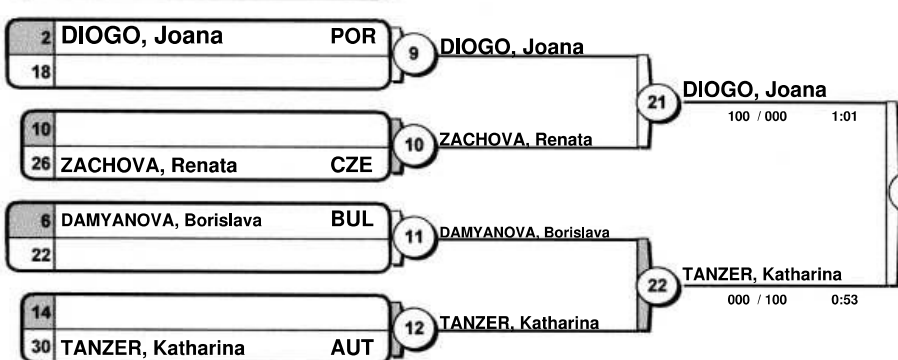 2 DIOGO, Joana POR
18
9
DIOGO, Joana
10
26 ZACHOVA, Renata CZE
10
ZACHOVA, Renata
21
DIOGO, Joana
100 / 000 1:01
6 DAMYANOVA, Borislava BUL
22
11
DAMYANOVA, Borislava
14
30 TANZER, Katharina AUT
12
TANZER, Katharina
22
TANZER, Katharina
000 / 100 0:53